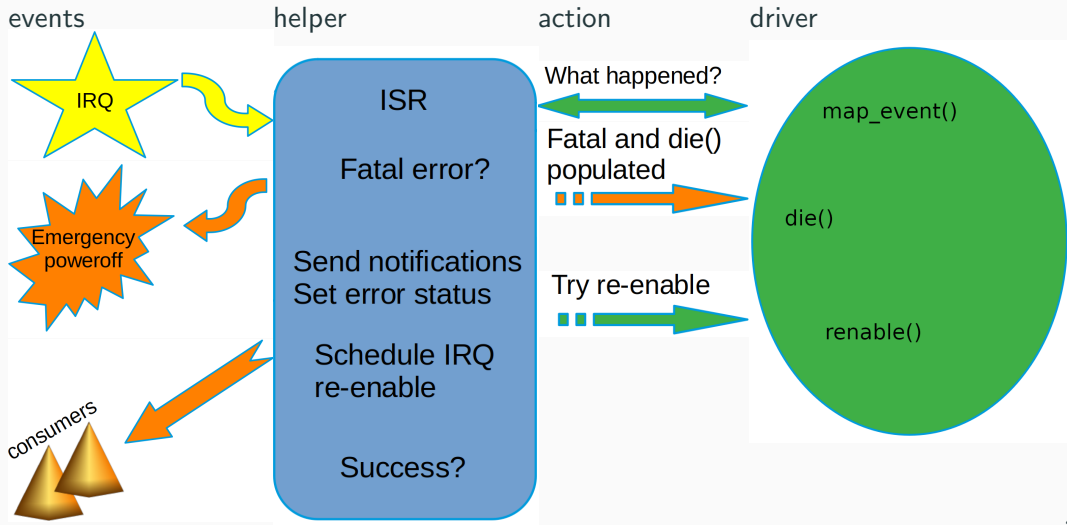 events
helper
action
driver
IRQ
ISR
What happened?
map_event()
Fatal error?
Fatal and die()
populated
die()
Emergency
poweroff
Send notifications
Set error status
Try re-enable
renable()
Schedule IRQ
re-enable
consumers
Success?